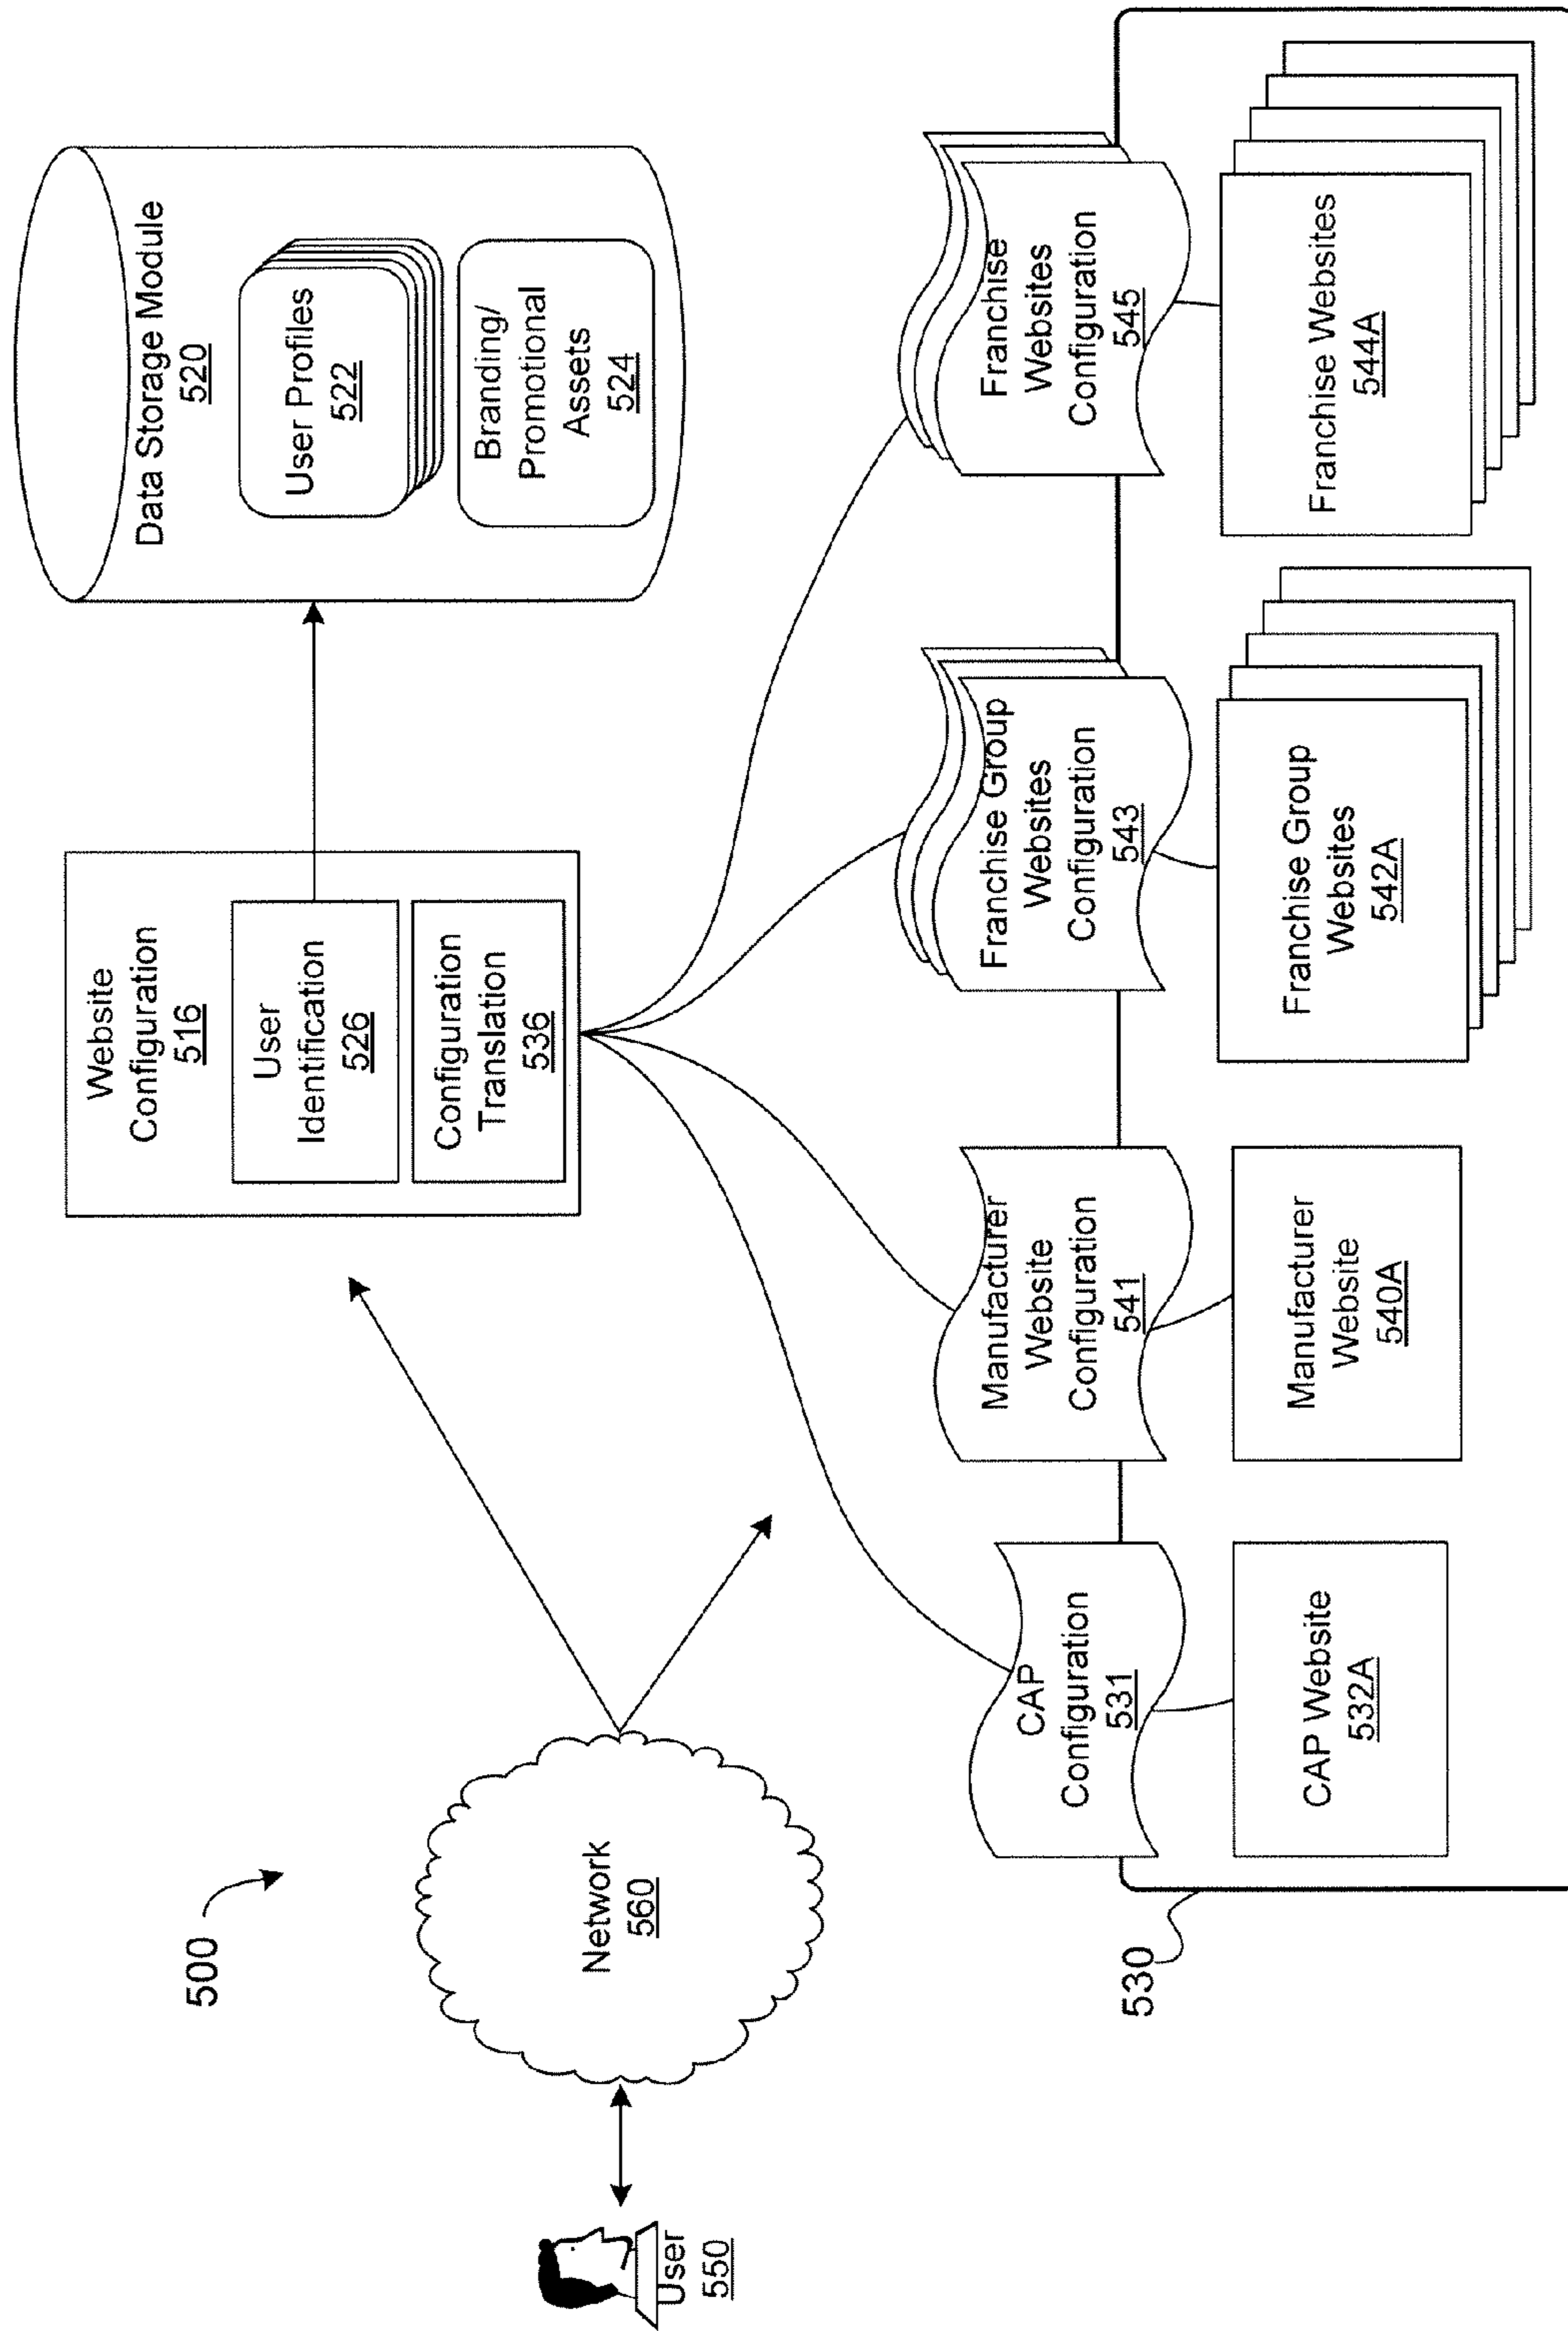 500
Website
Configuration
516
User
Identification
526
Configuration
Translation
536
Data Storage Module
520
User Profiles
522
Branding/
Promotional
Assets
524
Network
560
User
550
530
CAP
Configuration
531
Manufacturer
Website
Configuration
541
Franchise Group
Websites
Configuration
543
Franchise
Websites
Configuration
545
CAP Website
532A
Manufacturer
Website
540A
Franchise Group
Websites
542A
Franchise Websites
544A